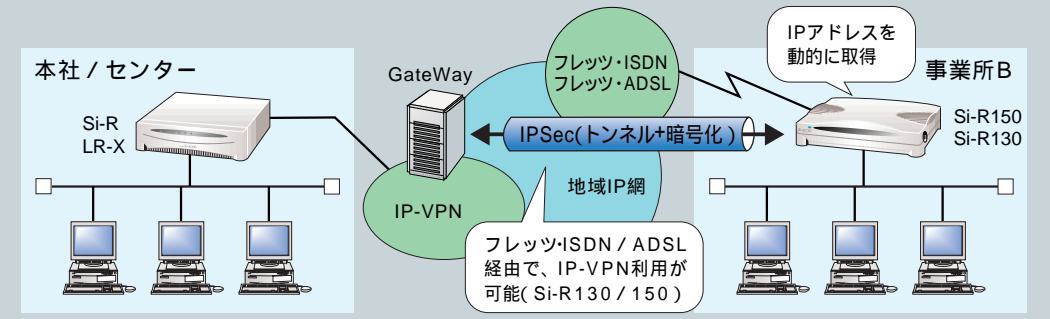 本社 / センター
Si-R
LR-X
GateWay
IP-VPN
フレッツ・ISDN
フレッツ・ADSL
IPSec(トンネル+暗号化)
地域IP網
フレッツ・ISDN / ADSL
経由で、IP-VPN利用が
可能(Si-R130/150)
IPアドレスを
動的に取得
事業所B
Si-R150
Si-R130